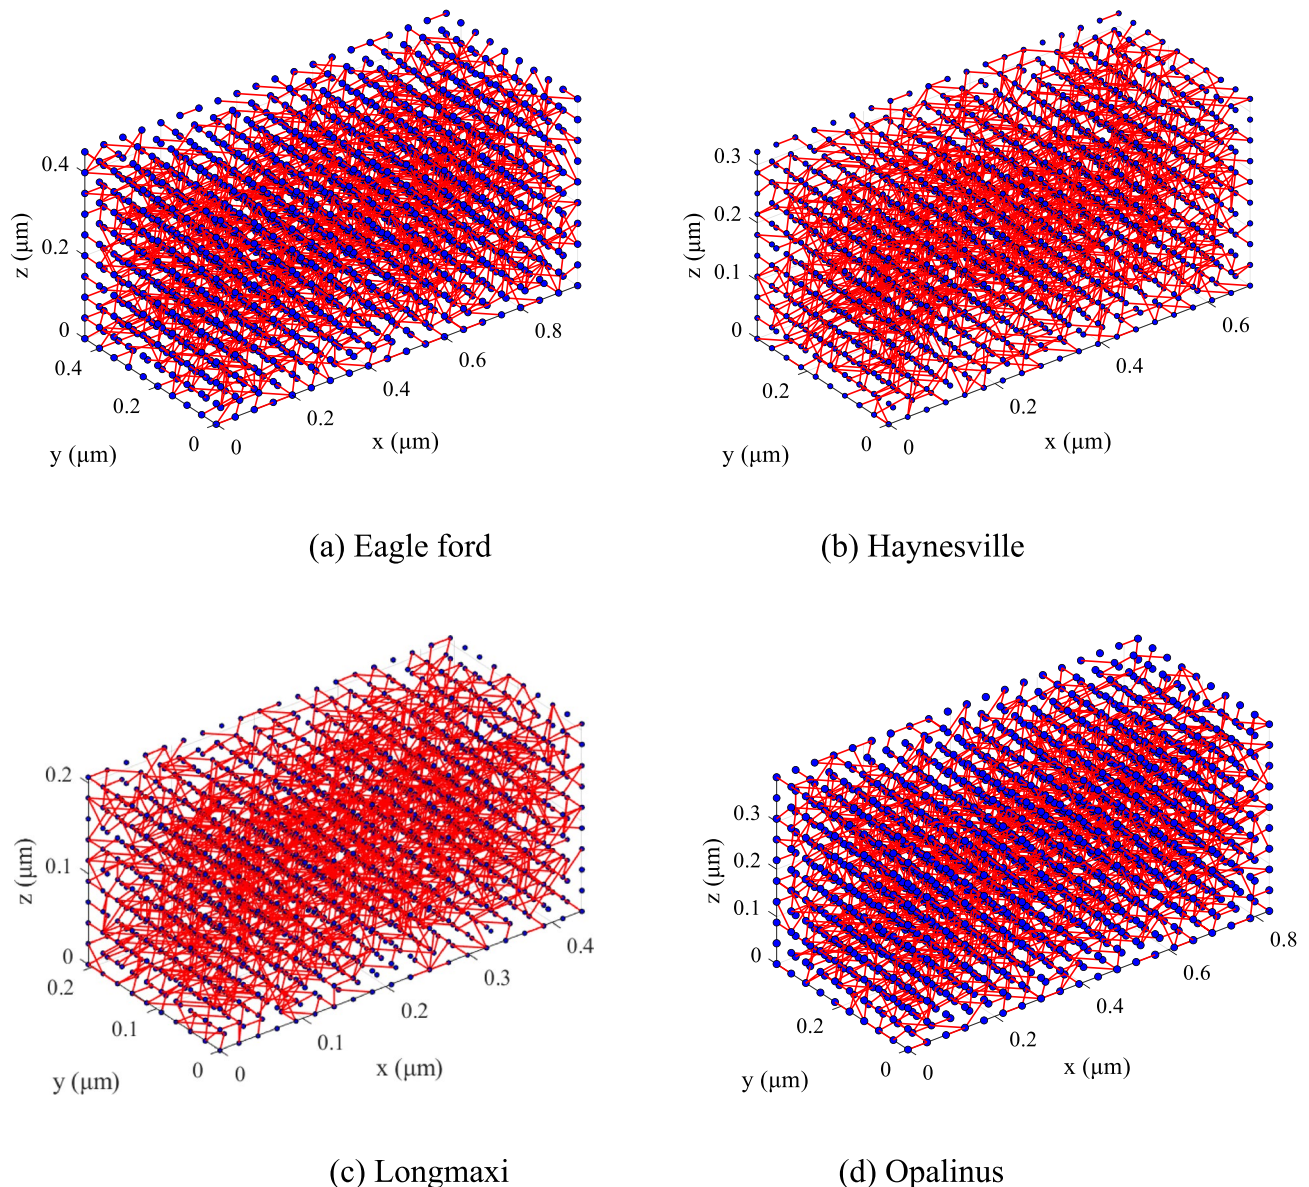 0.4
0.2
0
z (μm)
0.4
0.2
0
y (μm)
0
0.2
0.4
0.6
0.8
x (μm)
(a) Eagle ford
0.3
0.2
0.1
0
z (μm)
0.2
0
y (μm)
0
0.2
0.4
0.6
x (μm)
(b) Haynesville
0.2
0.1
0
z (μm)
0.2
0.1
0
y (μm)
0
0.1
0.2
0.3
0.4
x (μm)
(c) Longmaxi
0.3
0.2
0.1
0
z (μm)
0.2
0
y (μm)
0
0.2
0.4
0.6
0.8
x (μm)
(d) Opalinus